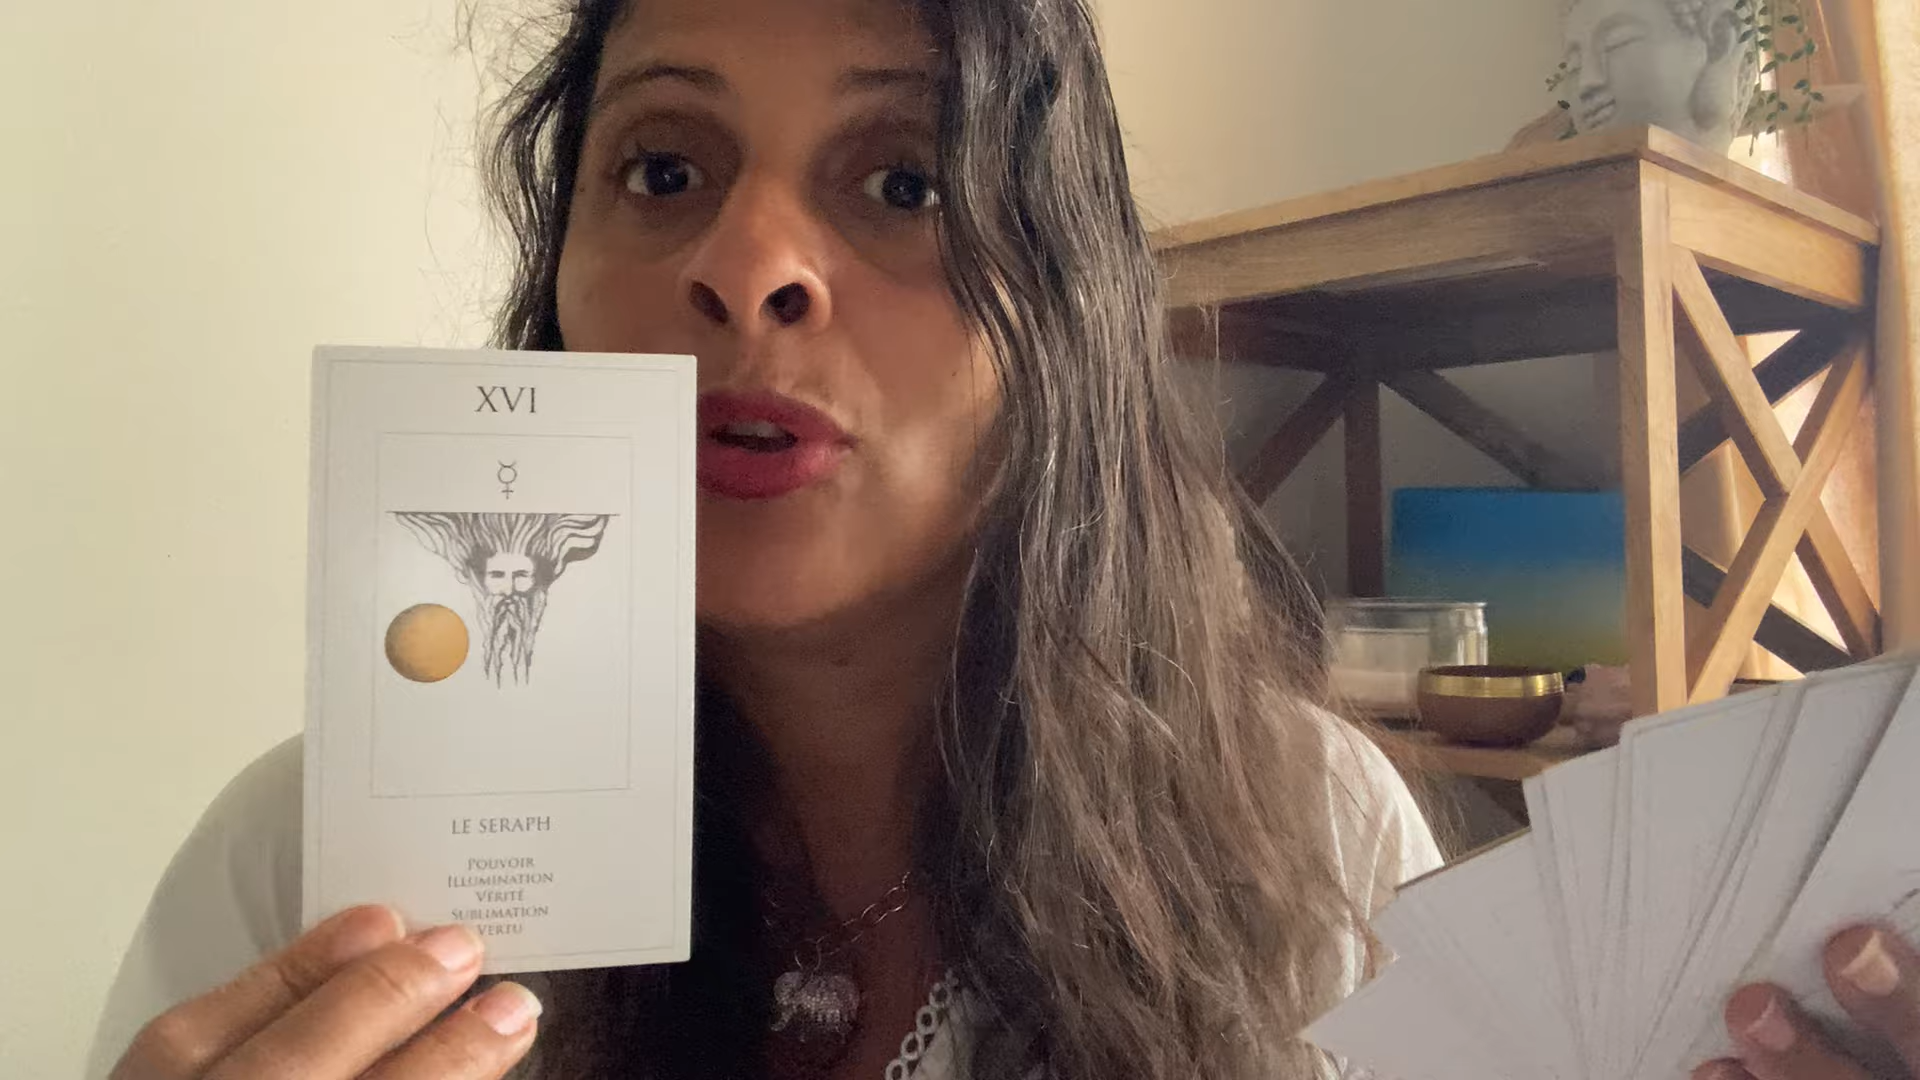 XVI
☿
LE SERAPH
POUVOIR
ILLUMINATION
VÉRITÉ
SUBLIMATION
VERTU